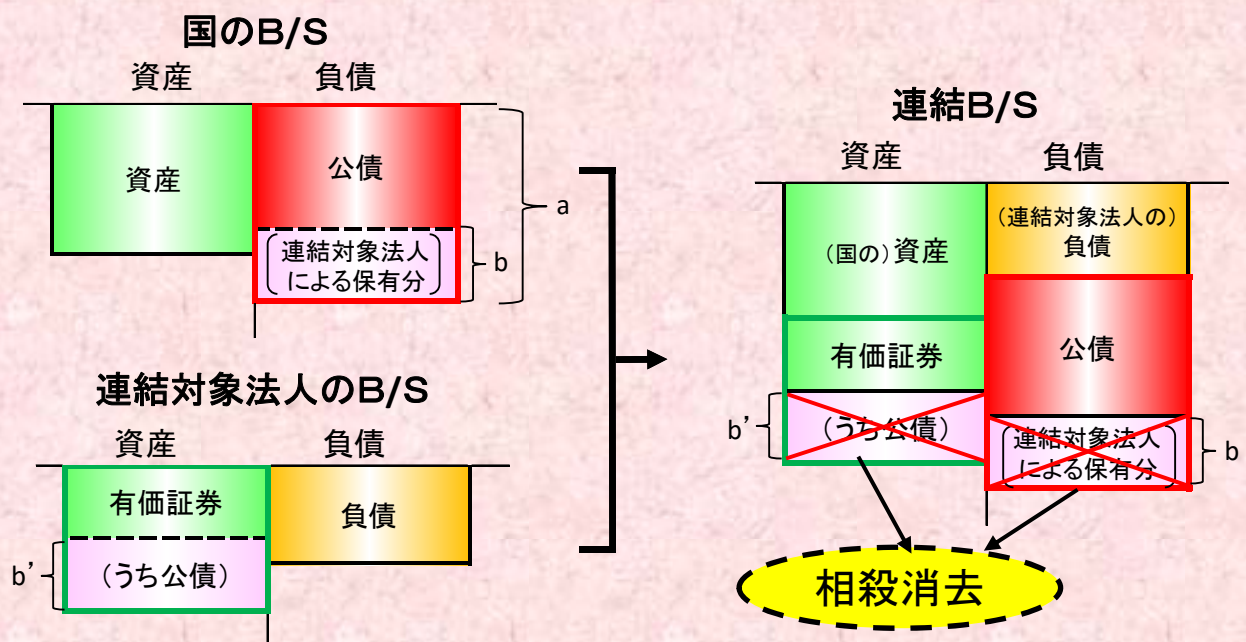 国のB/S
資産
負債
資産
公債
連結対象法人
による保有分
a
b
連結対象法人のB/S
資産
負債
有価証券
(うち公債)
負債
b'
連結B/S
資産
負債
(国の)資産
(連結対象法人の)
負債
有価証券
公債
(うち公債)
連結対象法人
による保有分
b'
b
相殺消去